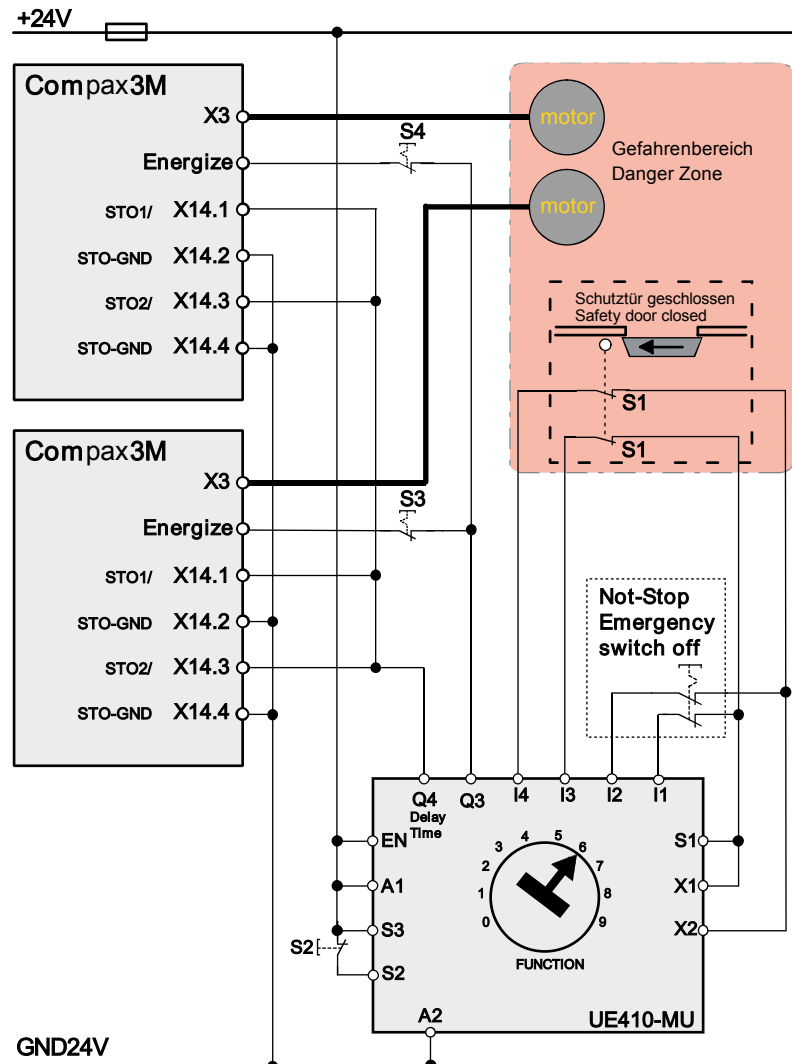 +24V
Compax3M
X3
Energize
STO1/ X14.1
STO-GND X14.2
STO2/ X14.3
STO-GND X14.4
S4
motor
motor
Gefahrenbereich
Danger Zone
Schutztür geschlossen
Safety door closed
S1
S1
Compax3M
X3
Energize
STO1/ X14.1
STO-GND X14.2
STO2/ X14.3
STO-GND X14.4
S3
Not-Stop
Emergency
switch off
Q4 Q3 I4 I3 I2 I1
Delay
Time
EN
A1
S3
S2
S2
0 1 2 3 4 5 6 7 8 9
FUNCTION
S1
X1
X2
A2
UE410-MU
GND24V